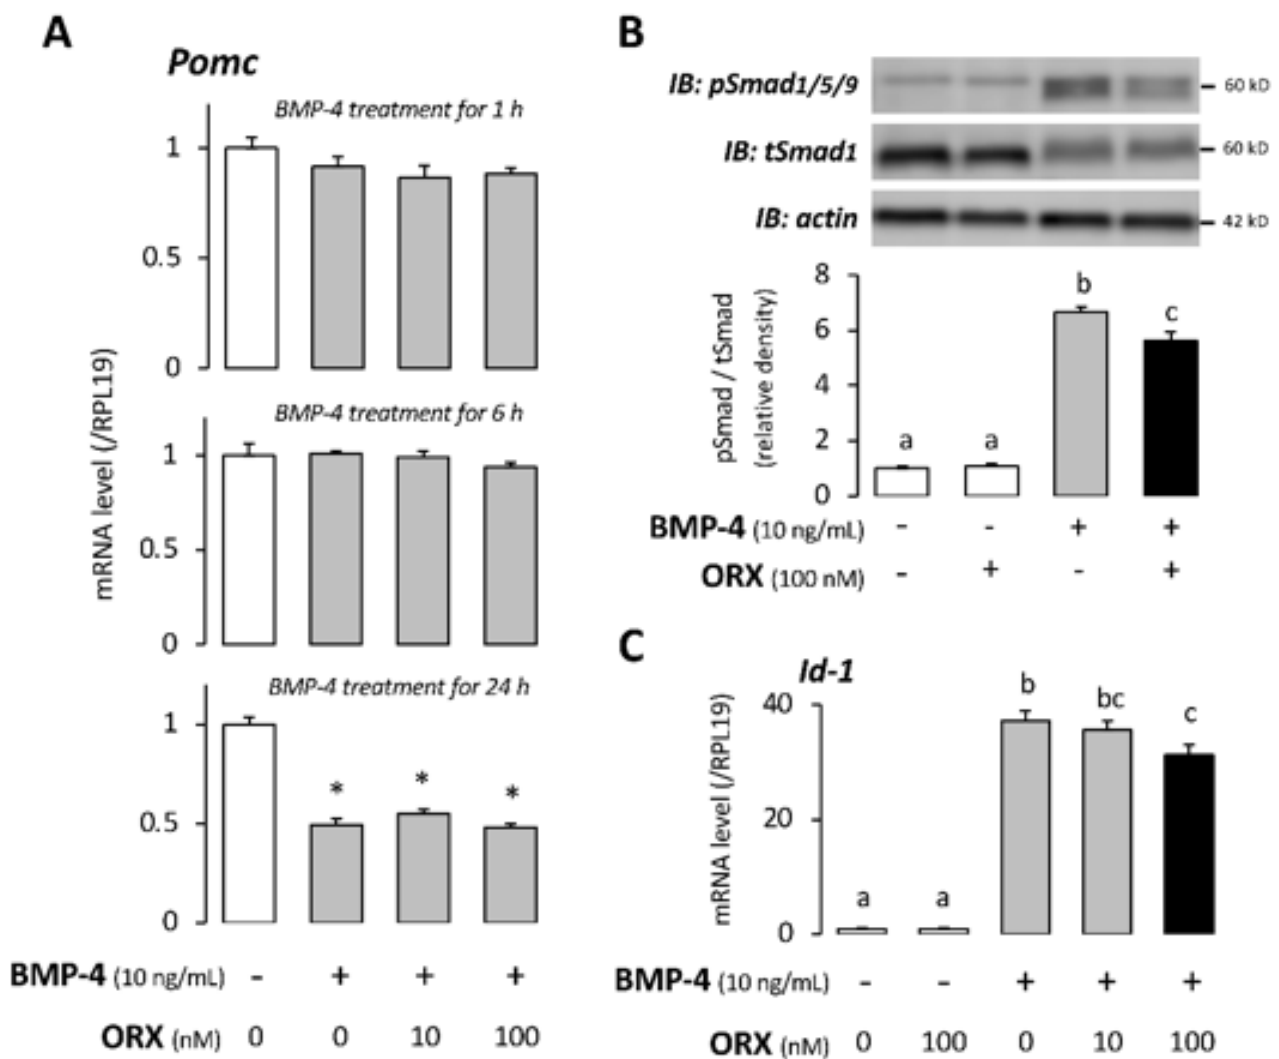 A
Pomc
BMP-4 treatment for 1 h
1
0.5
0
BMP-4 treatment for 6 h
1
0.5
0
mRNA level (/RPL19)
BMP-4 treatment for 24 h
1
* * *
0.5
0
BMP-4 (10 ng/mL) - + + +
ORX (nM) 0 0 10 100
B
IB: pSmad1/5/9 60 kD
IB: tSmad1 60 kD
IB: actin 42 kD
pSmad / tSmad
(relative density)
8
6
4
2
0
a a b c
BMP-4 (10 ng/mL) - - + +
ORX (100 nM) - + - +
C
Id-1
mRNA level (/RPL19)
40
20
0
a a b bc c
BMP-4 (10 ng/mL) - - + + +
ORX (nM) 0 100 0 10 100